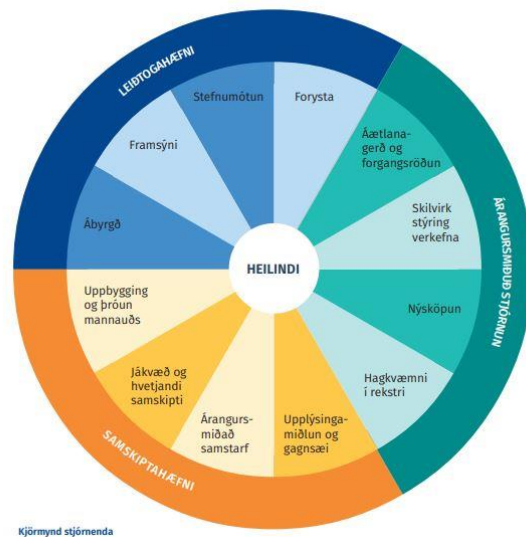 LEIÐTOGAHÆFNI
Stefnumótun
Forysta
Framsýni
Ábyrgð
Áætlana-
gerð og
forgangsröðun
Skilvirk
stýring
verkefna
ÁRANGURSMIÐUÐ STJÓRNUN
HEILINDI
Nýsköpun
Hagkvæmni
í rekstri
Uppbygging
og þróun
mannauðs
Jákvæð og
hvetjandi
samskipti
Árangurs-
miðað
samstarf
Upplýsinga-
miðlun og
gagnsæi
SAMSKIPTAHÆFNI
Kjörmynd stjórnenda